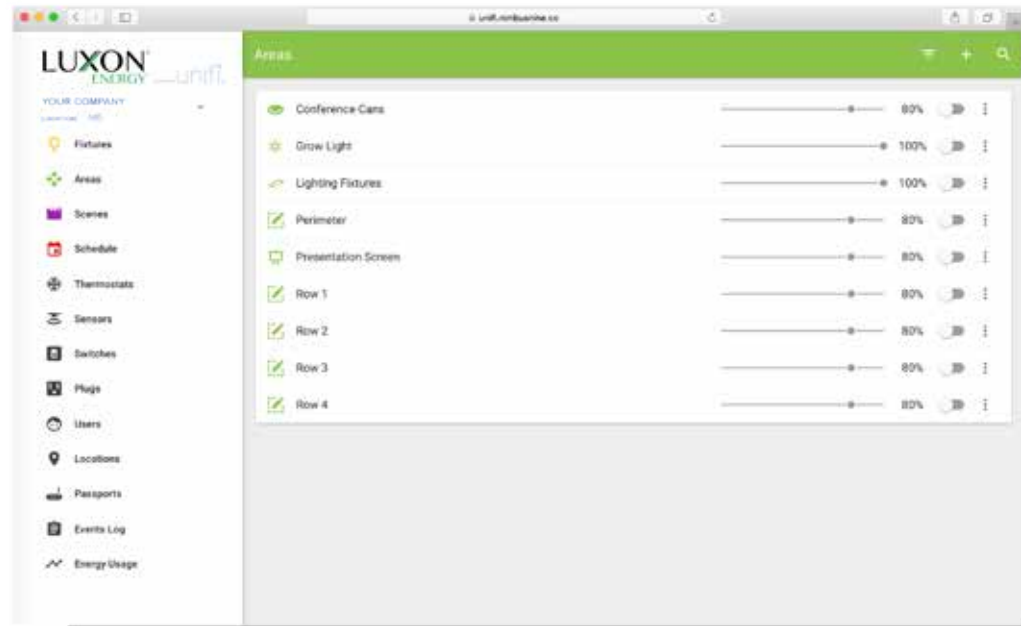 LUXON
ENERGY
unifi.
YOUR COMPANY
Areas
Fixtures
Areas
Scenes
Schedule
Thermostats
Sensors
Switches
Plugs
Users
Locations
Passports
Events Log
Energy Usage
Conference Cans 80%
Grow Light 100%
Lighting Fixtures 100%
Perimeter 80%
Presentation Screen 80%
Row 1 80%
Row 2 80%
Row 3 80%
Row 4 80%